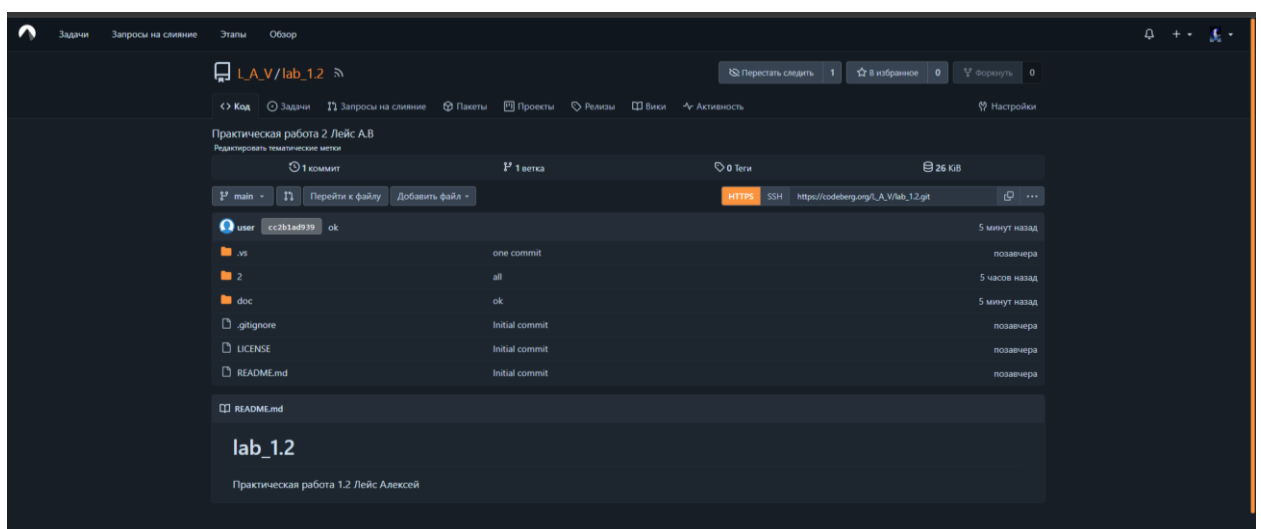 Задачи Запросы на слияние Этапы Обзор
L_A_V/lab_1.2 Перестать следить 1 В избранное 0 Форкнуть 0
Код Задачи Запросы на слияние Пакеты Проекты Релизы Вики Активность Настройки
Практическая работа 2 Лейс А.В
Редактировать тематические метки
1 коммит 1 ветка 0 Теги 26 KiB
main Перейти к файлу Добавить файл HTTPS SSH https://codeberg.org/L_A_V/lab_1.2.git
user cc2b1ad939 ok 5 минут назад
.vs one commit позавчера
2 all 5 часов назад
doc ok 5 минут назад
.gitignore Initial commit позавчера
LICENSE Initial commit позавчера
README.md Initial commit позавчера
README.md
lab_1.2
Практическая работа 1.2 Лейс Алексей